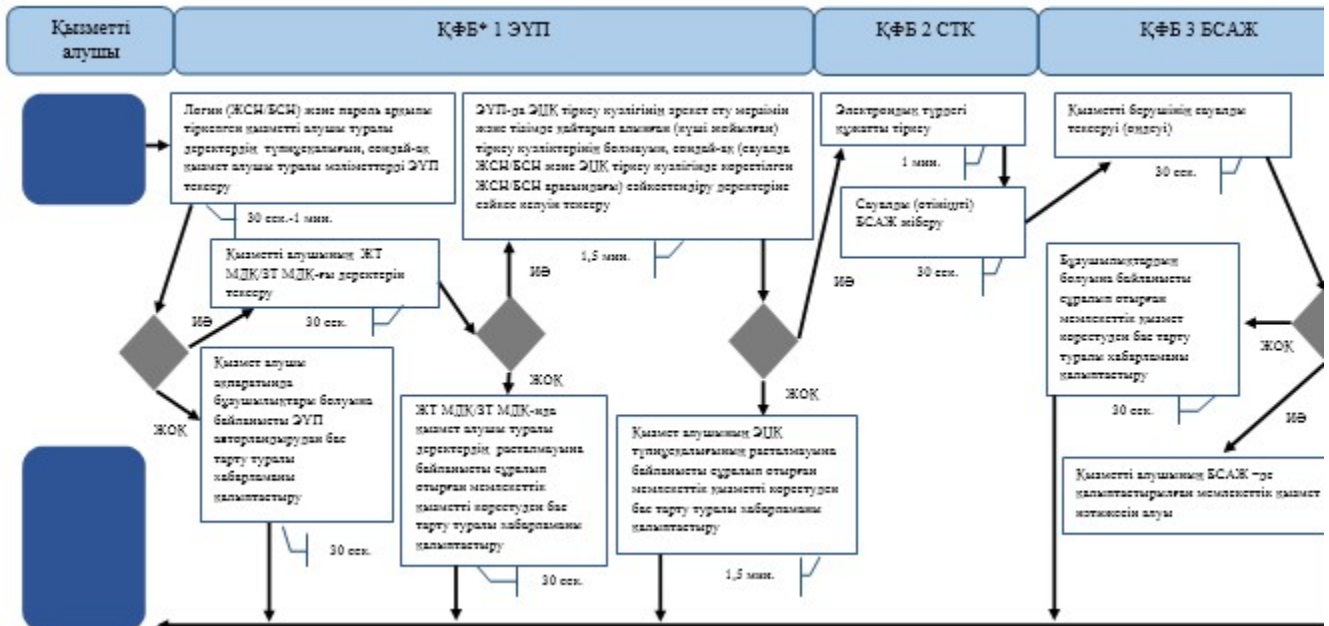 Қызметті
алушы
ҚФБ* 1 ЭҮП
ҚФБ 2 СТК
ҚФБ 3 БСАЖ
Логин (ЖСН/БСН) және пароль арқылы
тіркелген қызметті алушы туралы
деректердің түпнұсқалығын, сондай-ақ
қызмет алушы туралы мәліметтерді ЭҮП
тексеру
30 сек.-1 мин.
Қызметті алушының ЖТ
МДҚ/ЗТ МДҚ-ғы деректерін
тексеру
30 сек.
ИӘ
ЖОҚ
Қызмет алушы
ақпаратында
бұзушылықтары болуына
байланысты ЭҮП
авторландырудан бас
тарту туралы
хабарламаны
қалыптастыру
30 сек.
ЭҮП-да ЭЦҚ тіркеу куәлігінің әрекет ету мерзімін
және тізімде қайтарып алынған (күші жойылған)
тіркеу куәліктерінің болмауын, сондай-ақ (сауалда
ЖСН/БСН және ЭЦҚ тіркеу куәлігінде көрсетілген
ЖСН/БСН арасындағы) сәйкестендіру деректеріне
сәйкес келуін тексеру
1,5 мин.
ИӘ
ЖОҚ
ЖТ МДҚ/ЗТ МДҚ-нда
қызмет алушы туралы
деректердің расталмауына
байланысты сұралып
отырған мемлекеттік
қызметті көрсетуден бас
тарту туралы хабарламаны
қалыптастыру
30 сек.
ИӘ
ЖОҚ
Қызмет алушының ЭЦҚ
түпнұсқалығының расталмауына
байланысты сұралып отырған
мемлекеттік қызметті көрсетуден
бас тарту туралы хабарламаны
қалыптастыру
1,5 мин.
Электрондық түрдегі
құжатты тіркеу
1 мин.
Сауалды (өтінішті)
БСАЖ жіберу
30 сек.
Қызметті берушінің сауалды
тексеруі (өңдеуі)
30 сек.
Бұзушылықтардың
болуына байланысты
сұралып отырған
мемлекеттік қызмет
көрсетуден бас тарту
туралы хабарламаны
қалыптастыру
30 сек.
ЖОҚ
ИӘ
Қызметті алушының БСАЖ –де
қалыптастырылған мемлекеттік қызмет
нәтижесін алуы